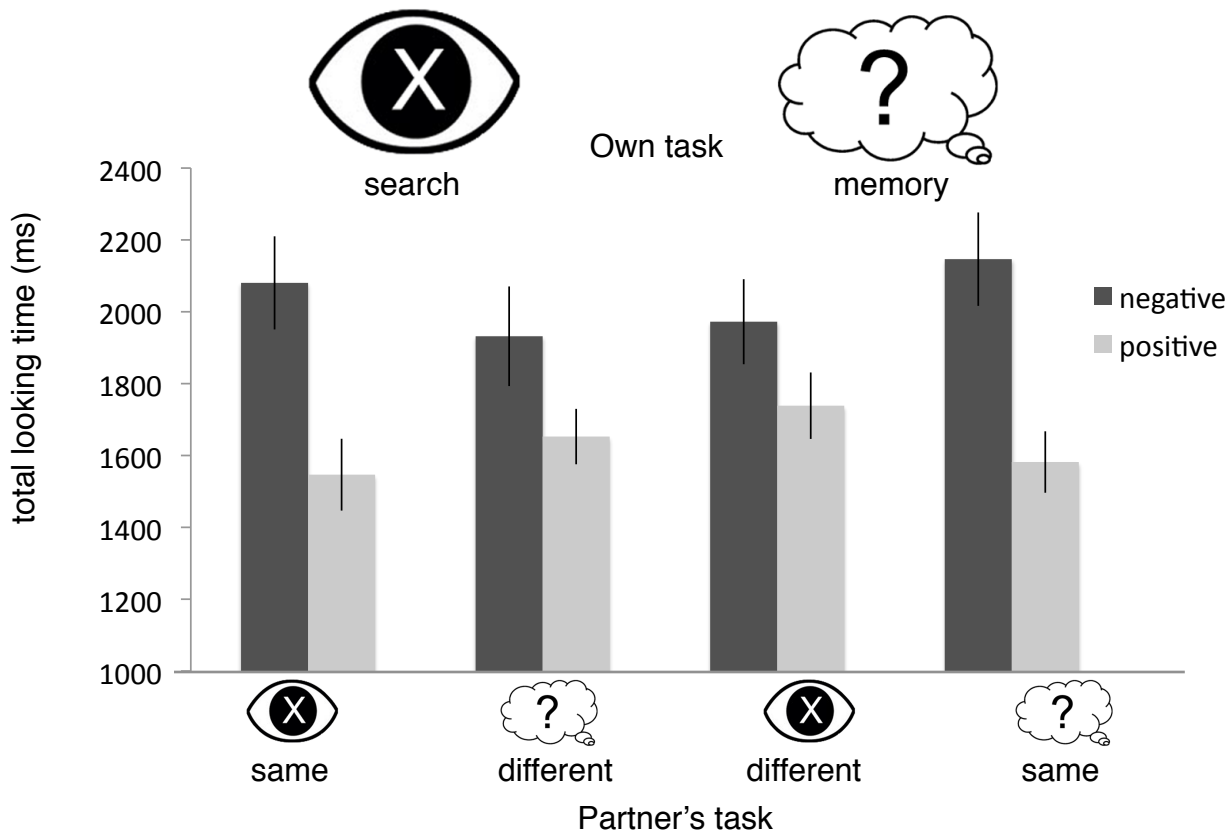 X
?
Own task
search
memory
total looking time (ms)
2400
2200
2000
1800
1600
1400
1200
1000
negative
positive
X
?
X
?
same
different
different
same
Partner's task